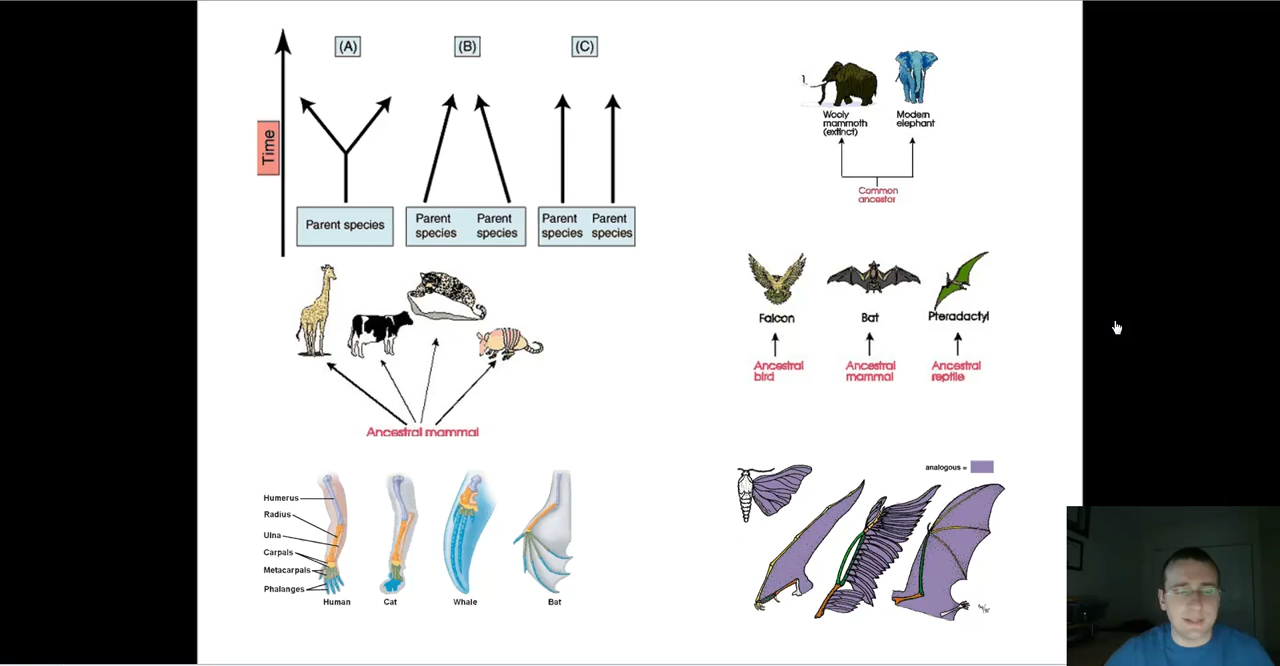 (A)
(B)
(C)
Time
Parent species
Parent
species
Parent
species
Parent
species
Parent
species
Wooly
mammoth
(extinct)
Modern
elephant
Common
ancestor
Falcon
Bat
Pteradactyl
Ancestral
bird
Ancestral
mammal
Ancestral
reptile
Ancestral mammal
Humerus
Radius
Ulna
Carpals
Metacarpals
Phalanges
Human
Cat
Whale
Bat
analogous =